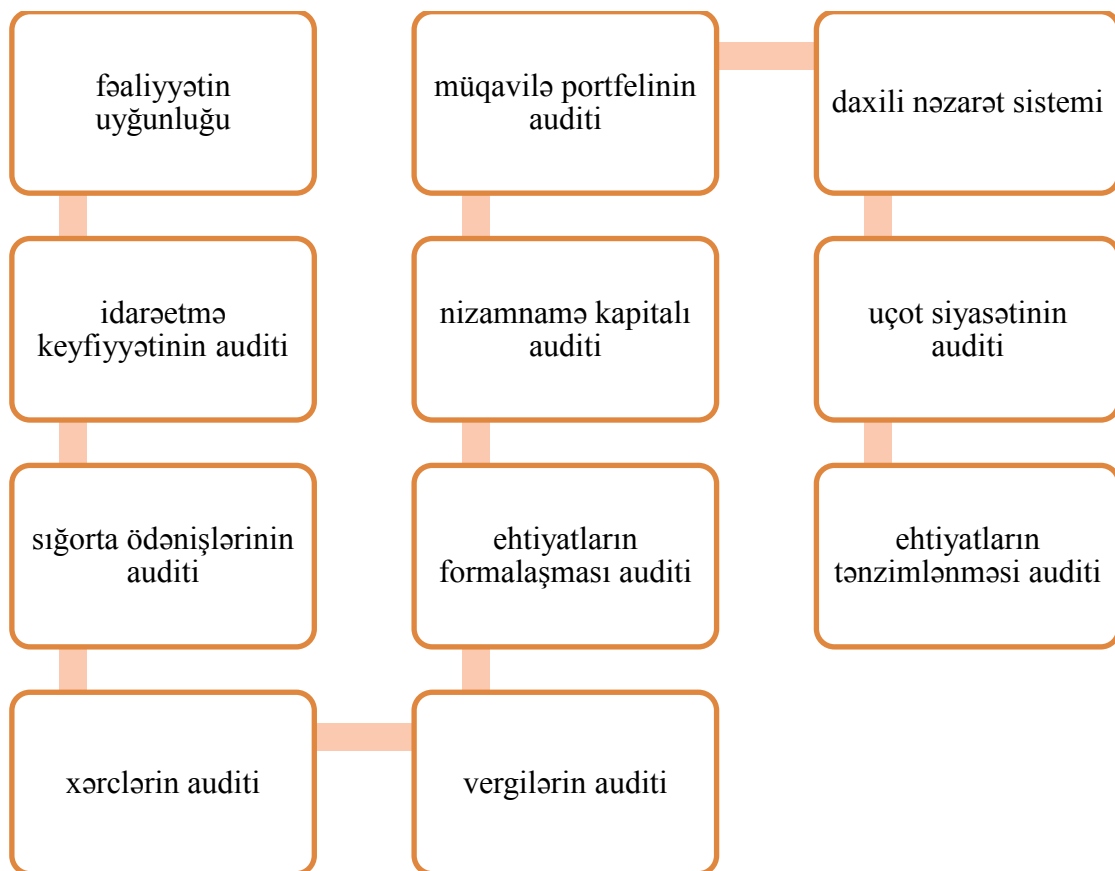 fəaliyyətin
uyğunluğu
idarəetmə
keyfiyyətinin auditi
sığorta ödənişlərinin
auditi
xərclərin auditi
vergilərin auditi
ehtiyatların
formalaşması auditi
nizamnamə kapitalı
auditi
müqavilə portfelinin
auditi
daxili nəzarət sistemi
uçot siyasətinin
auditi
ehtiyatların
tənzimlənməsi auditi